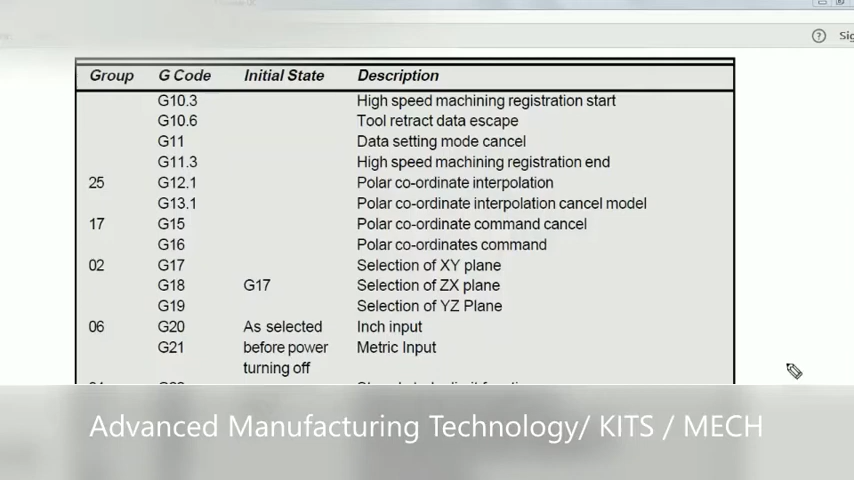 Sig
Group G Code Initial State Description
G10.3 High speed machining registration start
G10.6 Tool retract data escape
G11 Data setting mode cancel
G11.3 High speed machining registration end
25 G12.1 Polar co-ordinate interpolation
G13.1 Polar co-ordinate interpolation cancel model
17 G15 Polar co-ordinate command cancel
G16 Polar co-ordinates command
02 G17 Selection of XY plane
G18 G17 Selection of ZX plane
G19 Selection of YZ Plane
06 G20 As selected Inch input
G21 before power Metric Input
turning off
Advanced Manufacturing Technology/ KITS / MECH